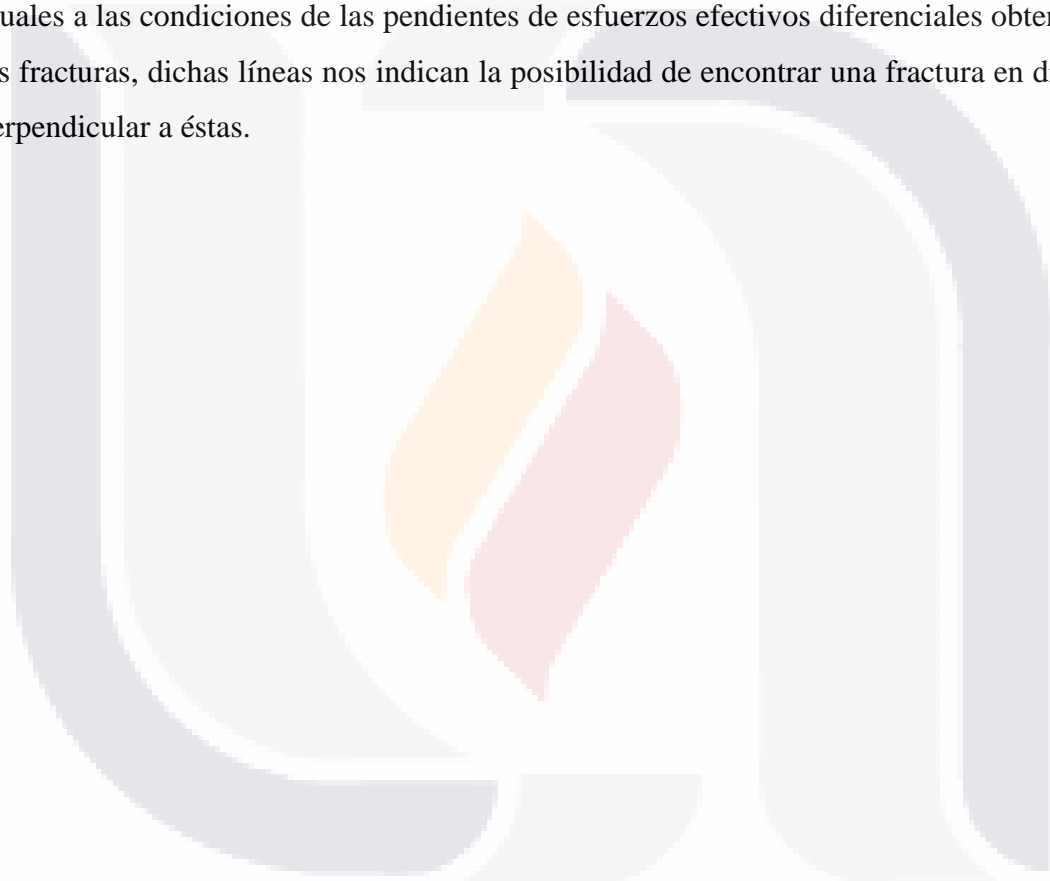 uales a las condiciones de las pendientes de esfuerzos efectivos diferenciales obte
s fracturas, dichas líneas nos indican la posibilidad de encontrar una fractura en d
erpendicular a éstas.